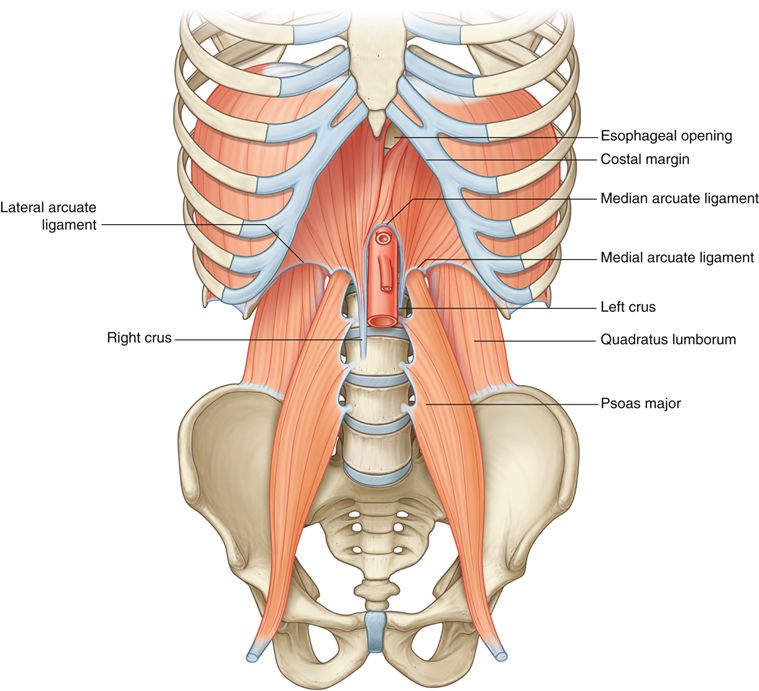 Esophageal opening
Costal margin
Median arcuate ligament
Lateral arcuate
ligament
Medial arcuate ligament
Left crus
Right crus
Quadratus lumborum
Psoas major